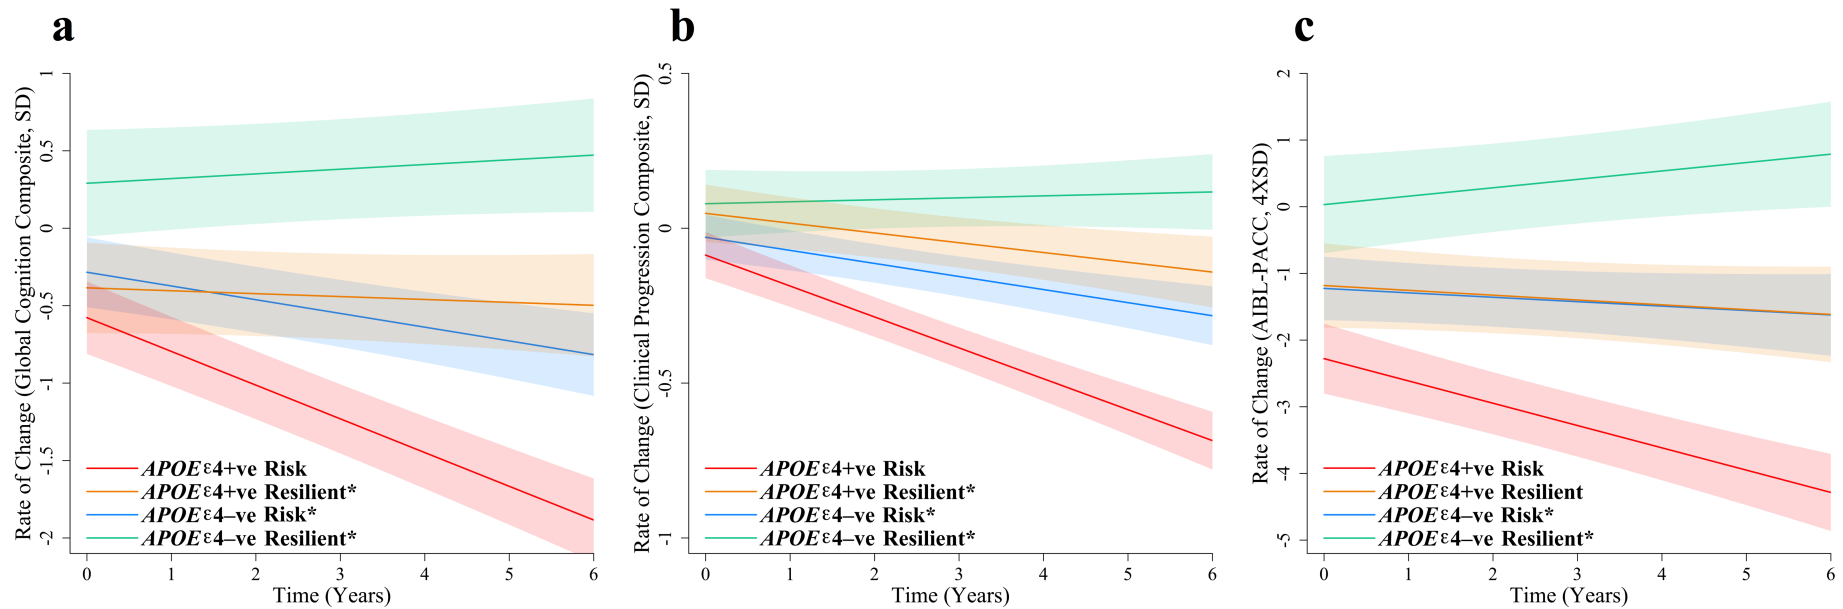 a
Rate of Change (Global Cognition Composite, SD)
1
0.5
0
-0.5
-1
-1.5
-2
APOE ε4+ve Risk
APOE ε4+ve Resilient*
APOE ε4–ve Risk*
APOE ε4–ve Resilient*
0 1 2 3 4 5 6
Time (Years)
b
Rate of Change (Clinical Progression Composite, SD)
0.5
0
-0.5
-1
APOE ε4+ve Risk
APOE ε4+ve Resilient*
APOE ε4–ve Risk*
APOE ε4–ve Resilient*
0 1 2 3 4 5 6
Time (Years)
c
Rate of Change (AIBL-PACC, 4XSD)
2
1
0
-1
-2
-3
-4
-5
APOE ε4+ve Risk
APOE ε4+ve Resilient
APOE ε4–ve Risk*
APOE ε4–ve Resilient*
0 1 2 3 4 5 6
Time (Years)